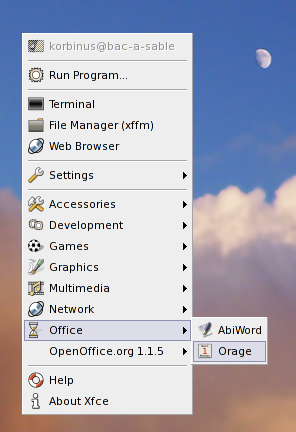 korbinus@bac-a-sable
Run Program...
Terminal
File Manager (xffm)
Web Browser
Settings
Accessories
Development
Games
Graphics
Multimedia
Network
Office
AbiWord
OpenOffice.org 1.1.5
Orage
Help
About Xfce